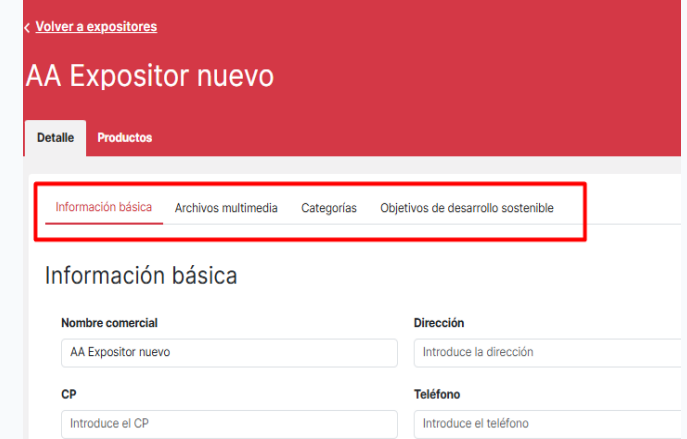 < Volver a expositores
AA Expositor nuevo
Detalle Productos
Información básica Archivos multimedia Categorías Objetivos de desarrollo sostenible
Información básica
Nombre comercial Dirección
AA Expositor nuevo Introduce la dirección
CP Teléfono
Introduce el CP Introduce el teléfono